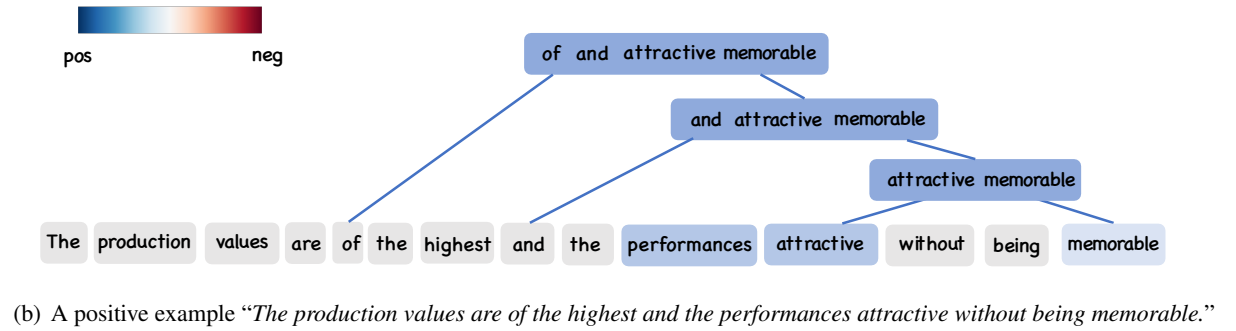 pos neg
of and attractive memorable
and attractive memorable
attractive memorable
The production values are of the highest and the performances attractive without being memorable
(b) A positive example “The production values are of the highest and the performances attractive without being memorable.”